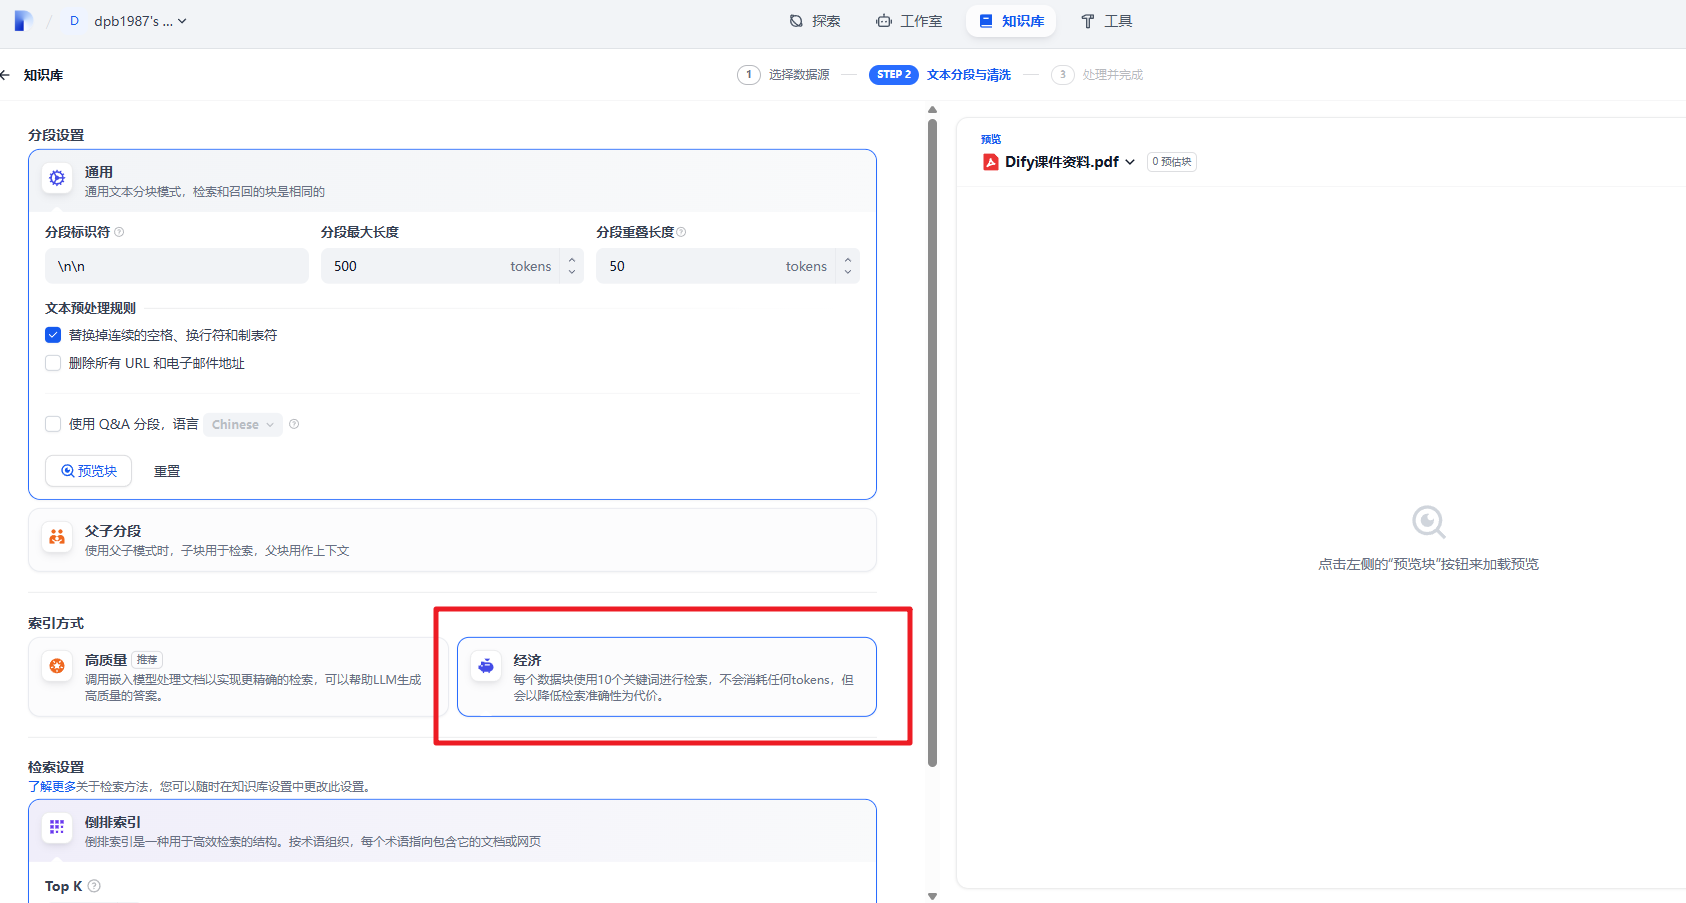 D dpb1987's ...
探索
工作室
知识库
工具
知识库
1 选择数据源
STEP 2 文本分段与清洗
3 处理并完成
分段设置
通用
通用文本分块模式，检索和召回的块是相同的
分段标识符
分段最大长度
分段重叠长度
\n\n
500 tokens
50 tokens
文本预处理规则
替换掉连续的空格、换行符和制表符
删除所有 URL 和电子邮件地址
使用 Q&A 分段，语言 Chinese
预览块
重置
父子分段
使用父子模式时，子块用于检索，父块用作上下文
索引方式
高质量 推荐
调用嵌入模型处理文档以实现更精确的检索，可以帮助LLM生成
高质量的答案。
经济
每个数据块使用10个关键词进行检索，不会消耗任何tokens，但
会以降低检索准确性为代价。
检索设置
了解更多关于检索方法，您可以随时在知识库设置中更改此设置。
倒排索引
倒排索引是一种用于高效检索的结构。按术语组织，每个术语指向包含它的文档或网页
Top K
预览
Dify课件资料.pdf 0 预估块
点击左侧的“预览块”按钮来加载预览